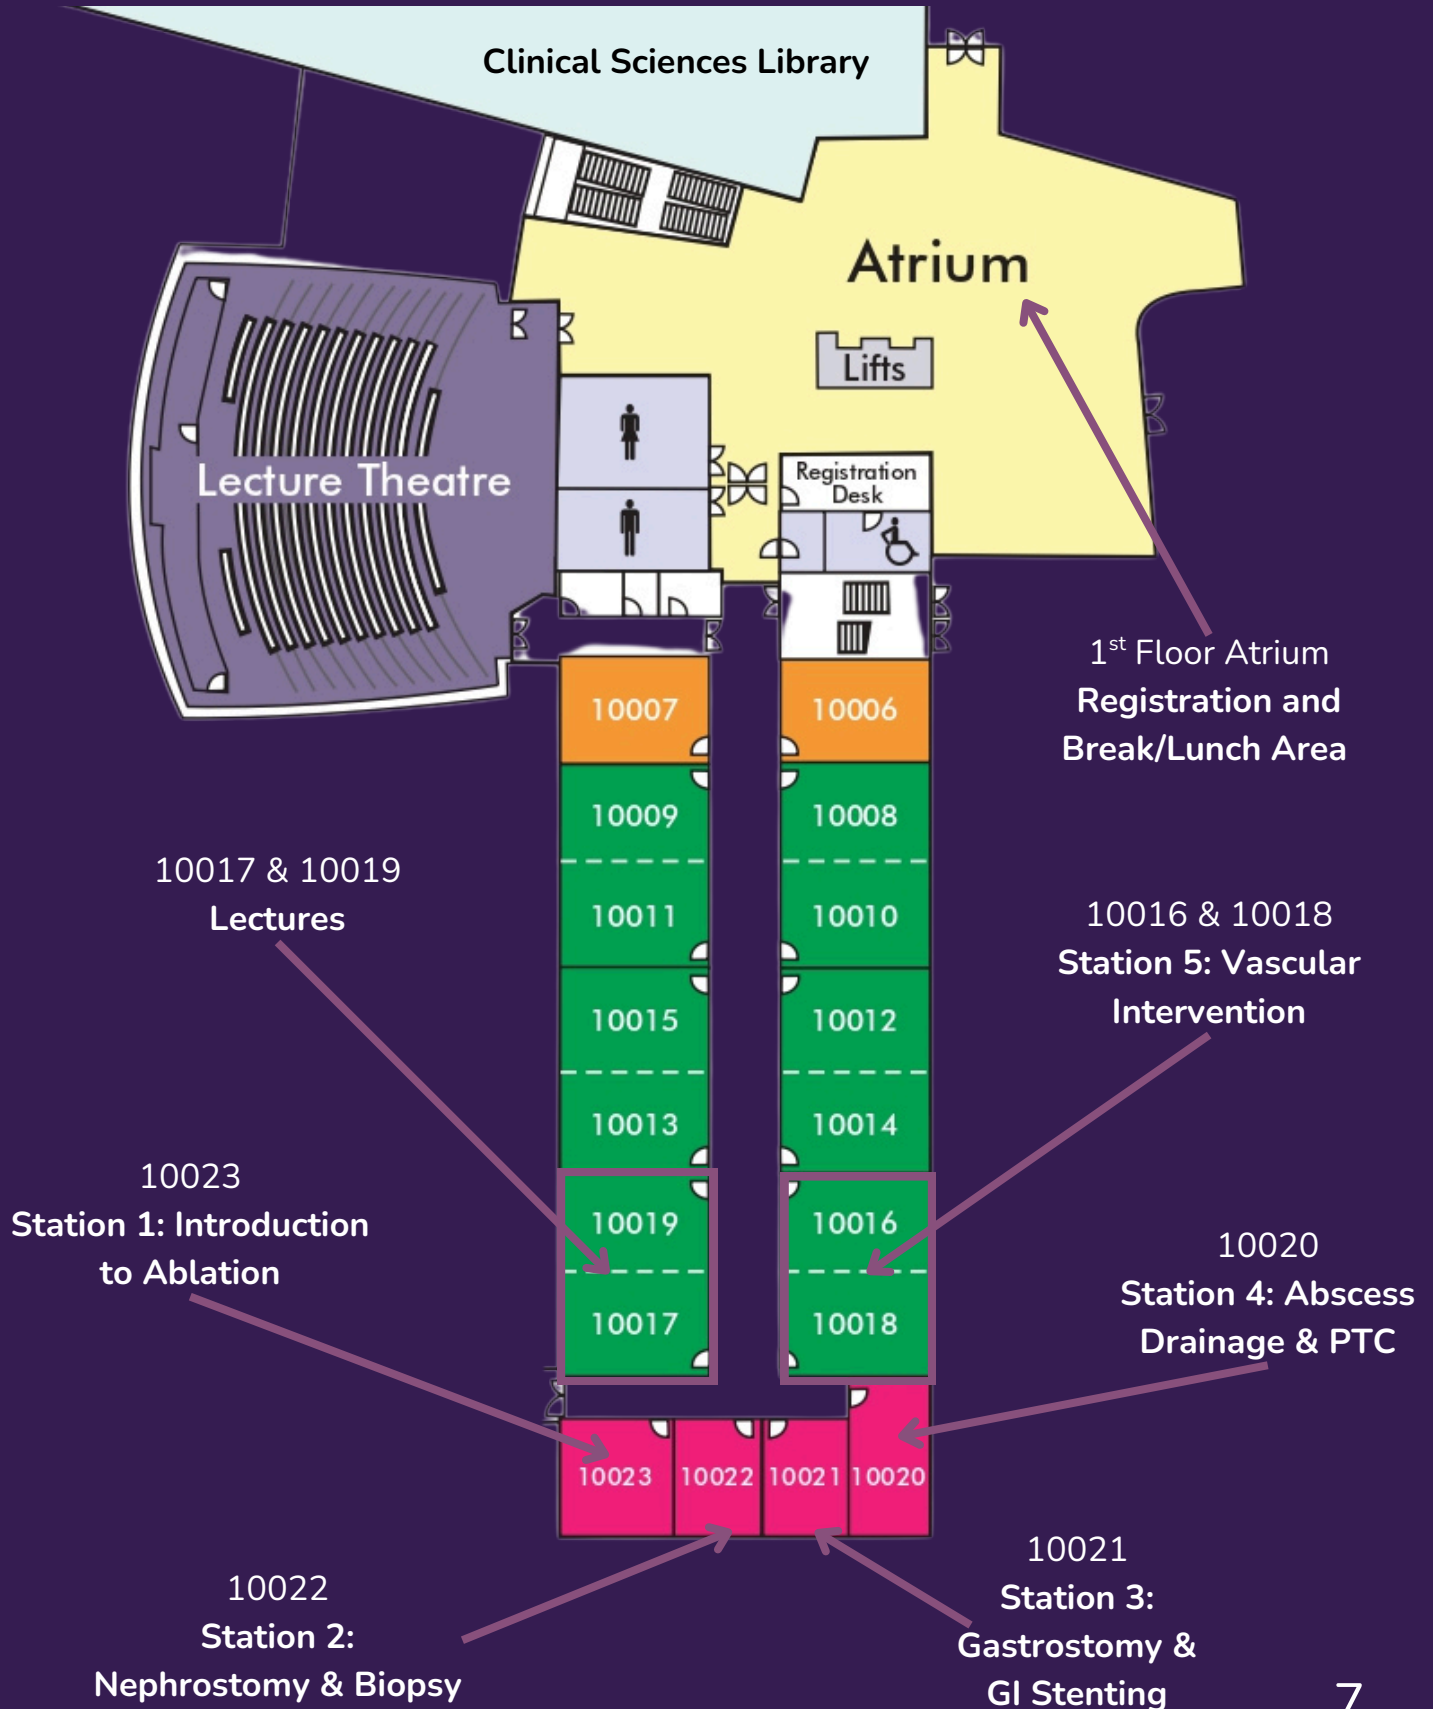 Clinical Sciences Library
Atrium
Lifts
Lecture Theatre
Registration
Desk
1st Floor Atrium
Registration and
Break/Lunch Area
10007
10006
10009
10008
10011
10010
10015
10012
10013
10014
10019
10016
10017
10018
10023
10022
10021
10020
10017 & 10019
Lectures
10016 & 10018
Station 5: Vascular
Intervention
10023
Station 1: Introduction
to Ablation
10020
Station 4: Abscess
Drainage & PTC
10022
Station 2:
Nephrostomy & Biopsy
10021
Station 3:
Gastrostomy &
GI Stenting
7